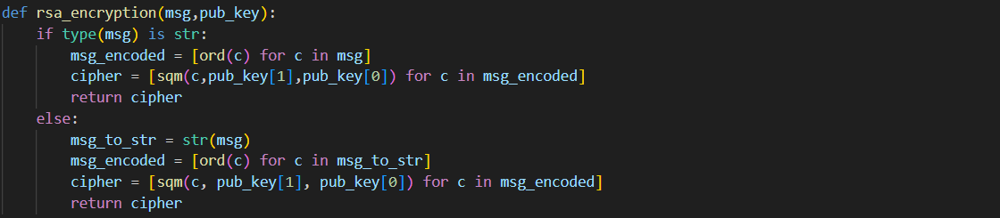 def rsa_encryption(msg,pub_key):
    if type(msg) is str:
        msg_encoded = [ord(c) for c in msg]
        cipher = [sqm(c,pub_key[1],pub_key[0]) for c in msg_encoded]
        return cipher
    else:
        msg_to_str = str(msg)
        msg_encoded = [ord(c) for c in msg_to_str]
        cipher = [sqm(c, pub_key[1], pub_key[0]) for c in msg_encoded]
        return cipher